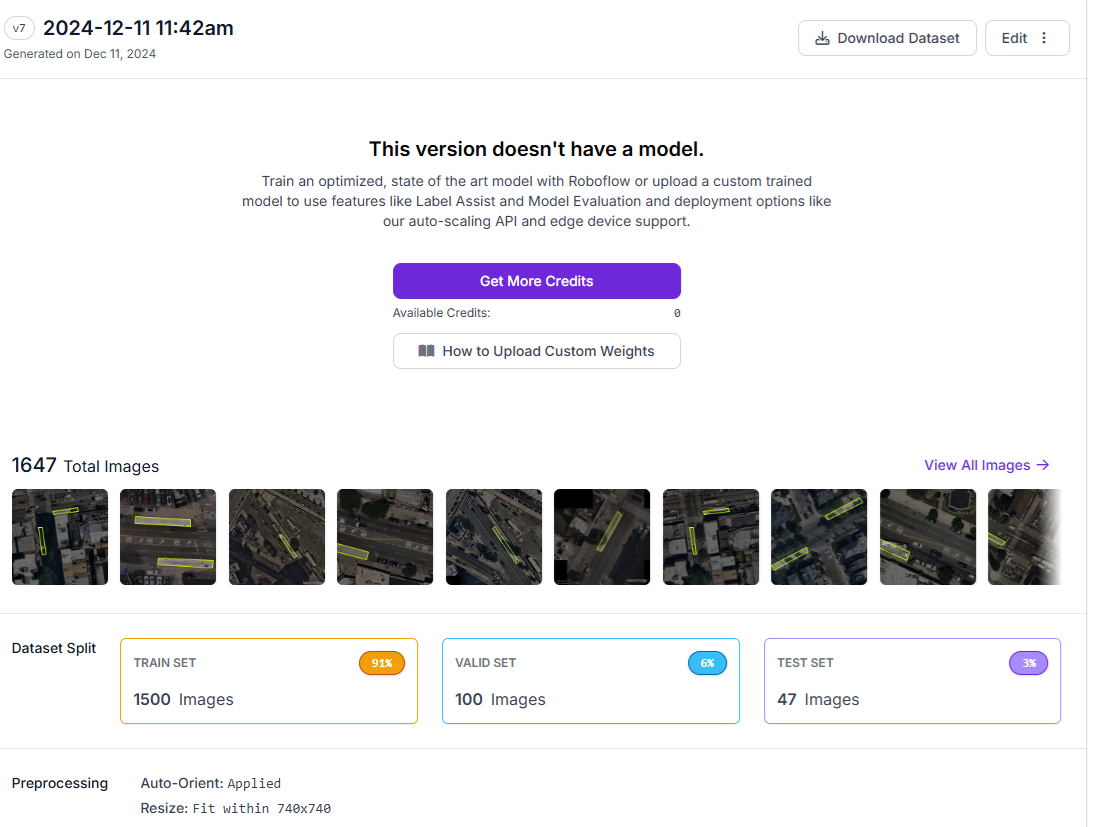 v7 2024-12-11 11:42am
Generated on Dec 11, 2024
Download Dataset
Edit
This version doesn't have a model.
Train an optimized, state of the art model with Roboflow or upload a custom trained
model to use features like Label Assist and Model Evaluation and deployment options like
our auto-scaling API and edge device support.
Get More Credits
Available Credits: 0
How to Upload Custom Weights
1647 Total Images
View All Images →
Dataset Split
TRAIN SET 91%
1500 Images
VALID SET 6%
100 Images
TEST SET 3%
47 Images
Preprocessing
Auto-Orient: Applied
Resize: Fit within 740x740